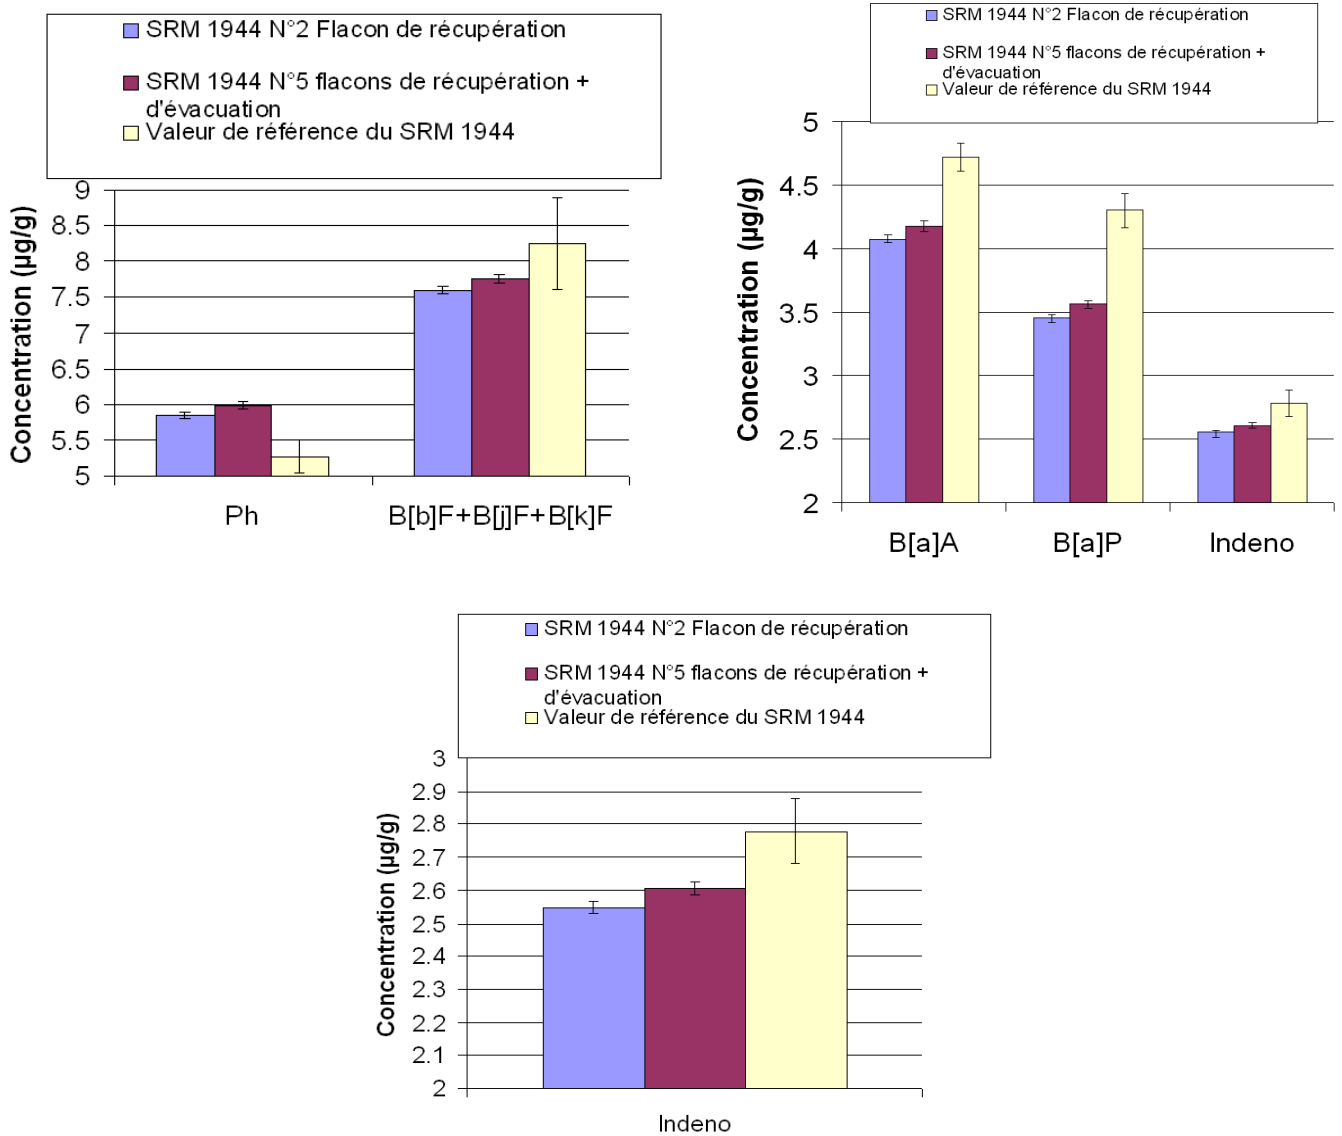 SRM 1944 N°2 Flacon de récupération
SRM 1944 N°5 flacons de récupération +
d'évacuation
Valeur de référence du SRM 1944
Concentration (µg/g)
9
8.5
8
7.5
7
6.5
6
5.5
5
Ph
B[b]F+B[j]F+B[k]F
SRM 1944 N°2 Flacon de récupération
SRM 1944 N°5 flacons de récupération +
d'évacuation
Valeur de référence du SRM 1944
Concentration (µg/g)
5
4.5
4
3.5
3
2.5
2
B[a]A
B[a]P
Indeno
SRM 1944 N°2 Flacon de récupération
SRM 1944 N°5 flacons de récupération +
d'évacuation
Valeur de référence du SRM 1944
Concentration (µg/g)
3
2.9
2.8
2.7
2.6
2.5
2.4
2.3
2.2
2.1
2
Indeno